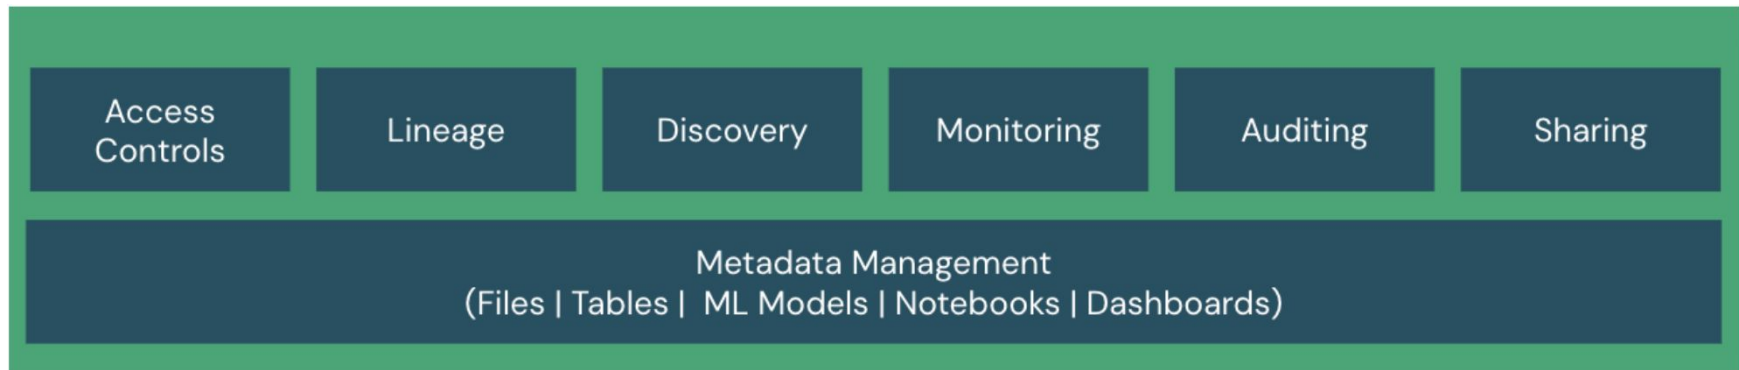 Access
Controls
Lineage
Discovery
Monitoring
Auditing
Sharing
Metadata Management
(Files | Tables | ML Models | Notebooks | Dashboards)